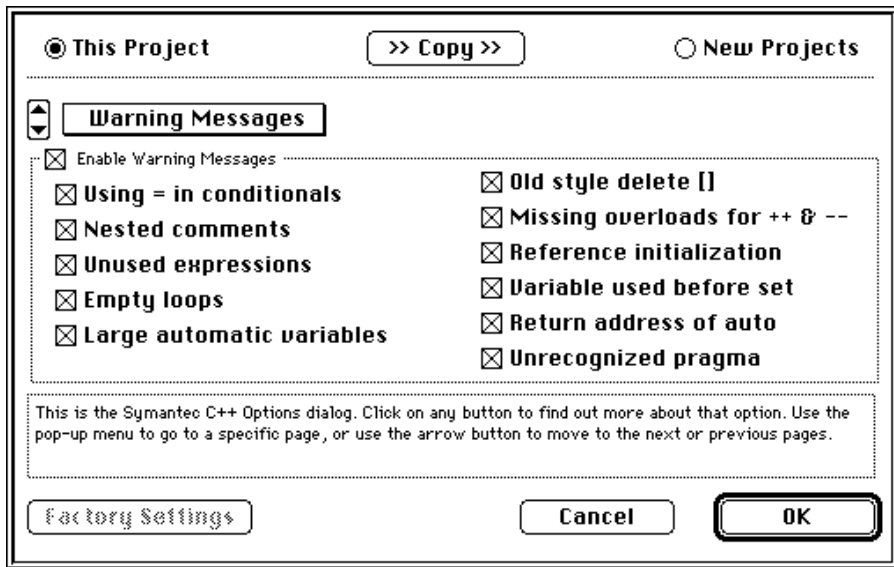 This Project
>> Copy >>
New Projects
Warning Messages
Enable Warning Messages
Using = in conditionals
Nested comments
Unused expressions
Empty loops
Large automatic variables
Old style delete []
Missing overloads for ++ & --
Reference initialization
Variable used before set
Return address of auto
Unrecognized pragma
This is the Symantec C++ Options dialog. Click on any button to find out more about that option. Use the
pop-up menu to go to a specific page, or use the arrow button to move to the next or previous pages.
Factory Settings
Cancel
OK